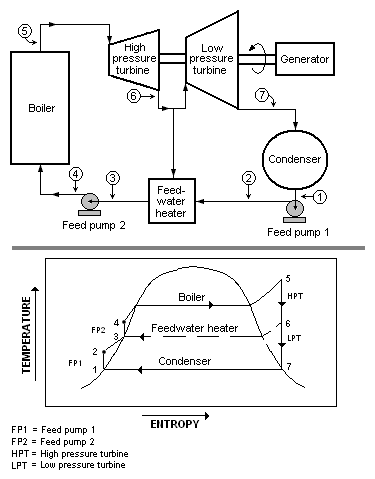 5
High
pressure
turbine
Low
pressure
turbine
Generator
6
7
Boiler
Condenser
4
3
Feed-
water
heater
2
1
Feed pump 2
Feed pump 1
TEMPERATURE
5
Boiler
HPT
4
FP2
Feedwater heater
6
3
LPT
2
FP1
Condenser
1
7
ENTROPY
FP1 = Feed pump 1
FP2 = Feed pump 2
HPT = High pressure turbine
LPT = Low pressure turbine